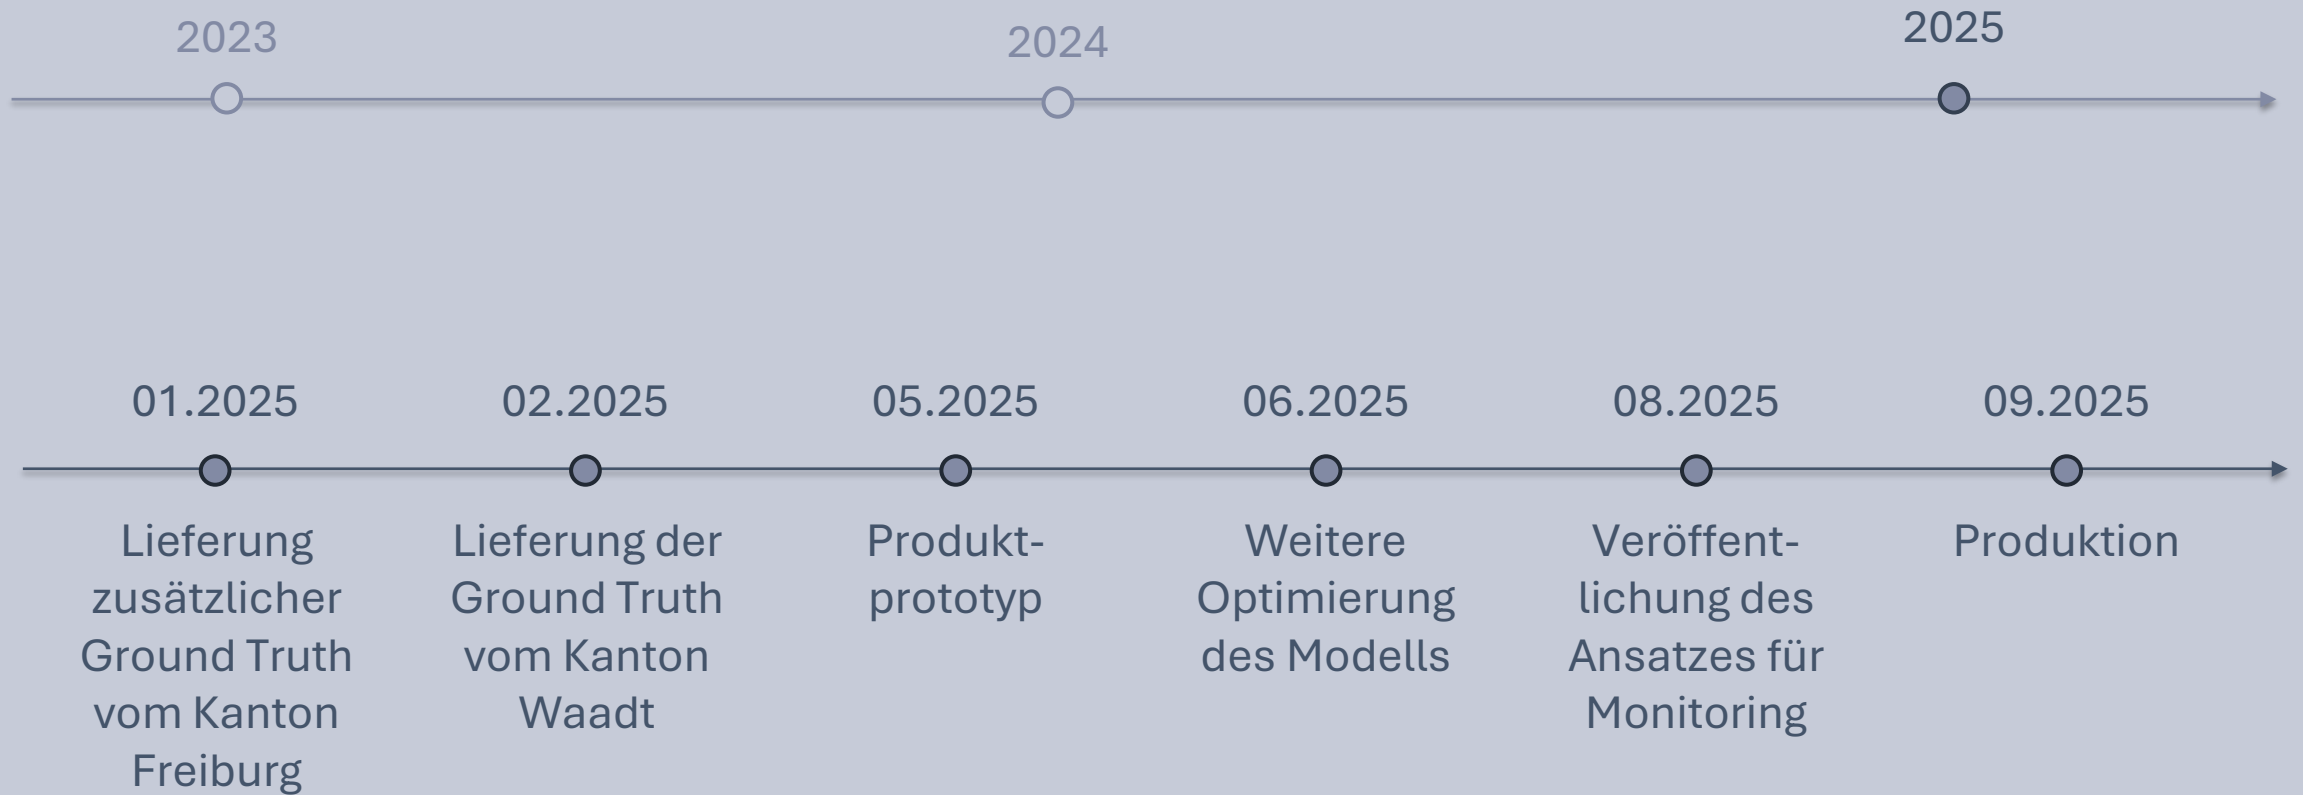 2023
2024
2025
01.2025
02.2025
05.2025
06.2025
08.2025
09.2025
Lieferung
zusätzlicher
Ground Truth
vom Kanton
Freiburg
Lieferung der
Ground Truth
vom Kanton
Waadt
Produkt-
prototyp
Weitere
Optimierung
des Modells
Veröffent-
lichung des
Ansatzes für
Monitoring
Produktion